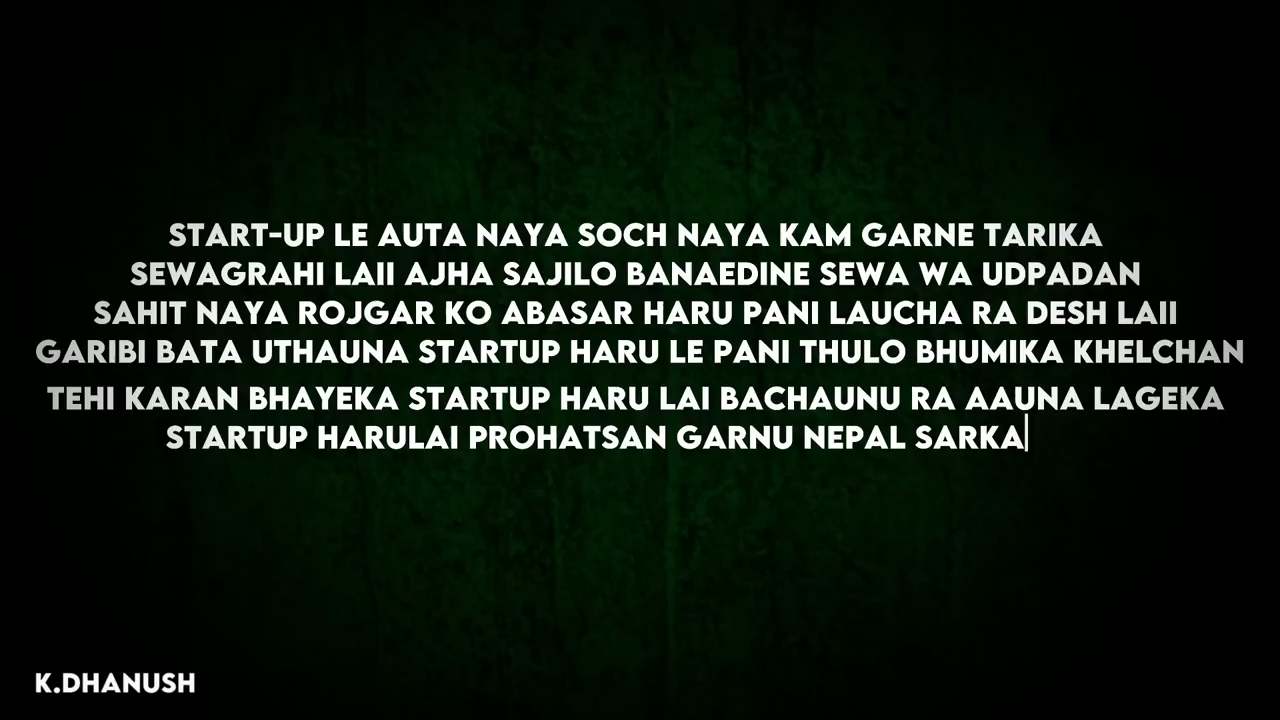 START-UP LE AUTA NAYA SOCH NAYA KAM GARNE TARIKA
SEWAGRAHI LAII AJHA SAJILO BANAEDINE SEWA WA UDPADAN
SAHIT NAYA ROJGAR KO ABASAR HARU PANI LAUCHA RA DESH LAII
GARIBI BATA UTHAUNA STARTUP HARU LE PANI THULO BHUMIKA KHELCHAN
TEHI KARAN BHAYEKA STARTUP HARU LAI BACHAUNU RA AAUNA LAGEKA
STARTUP HARULAI PROHATSAN GARNU NEPAL SARKA
K.DHANUSH